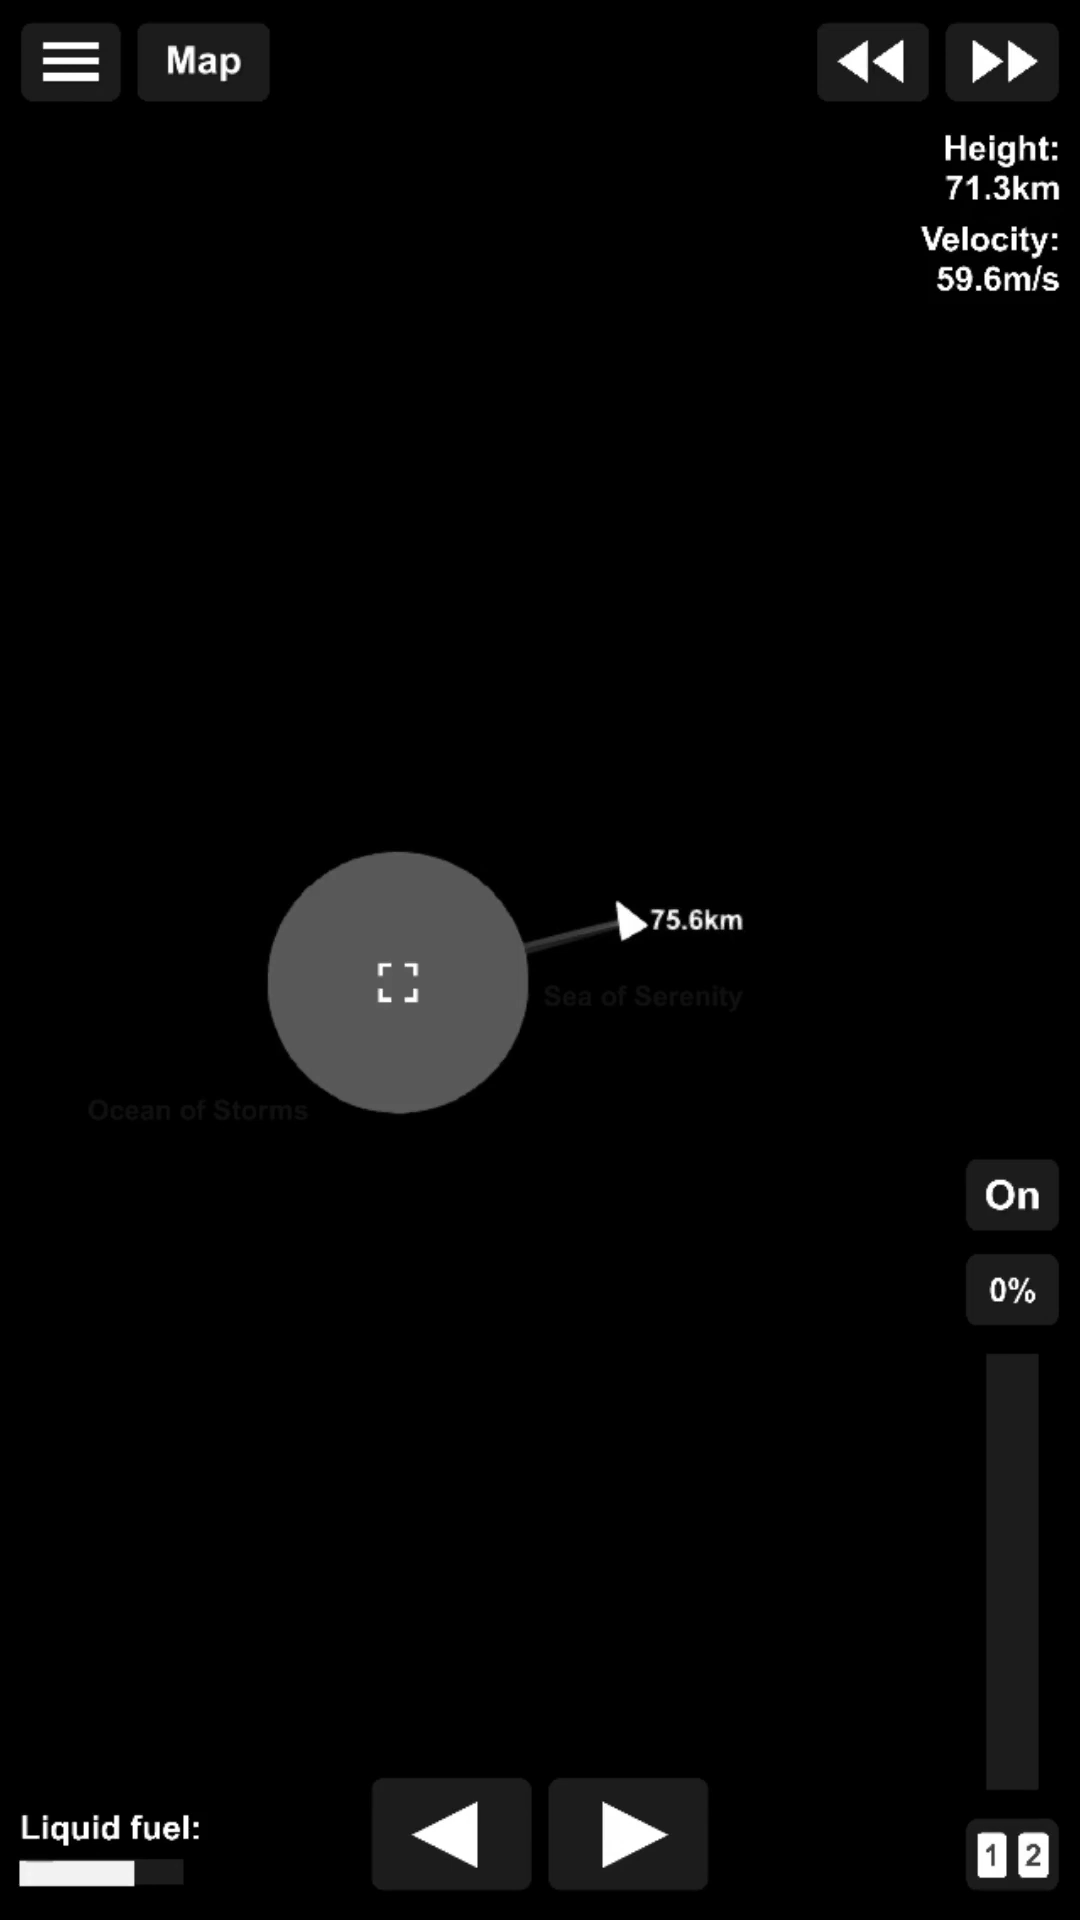 Map
Height:
71.3km
Velocity:
59.6m/s
75.6km
Sea of Serenity
Ocean of Storms
On
0%
Liquid fuel:
1 2